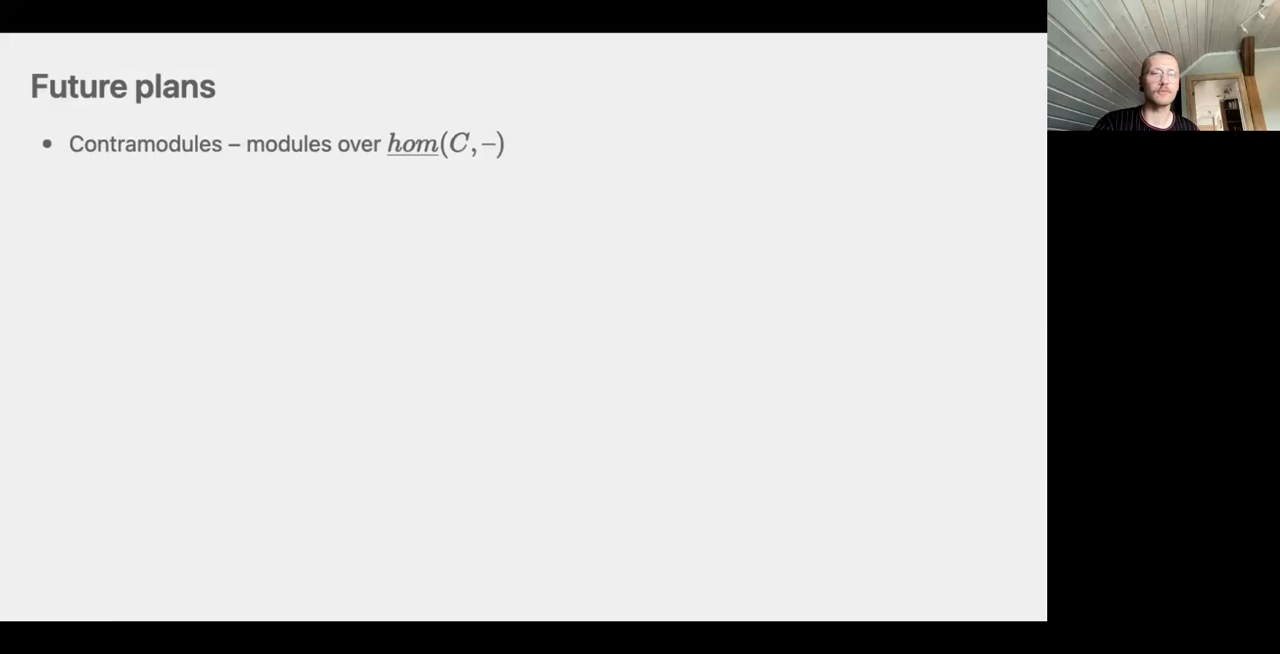 Future plans
• Contramodules – modules over hom(C, –)